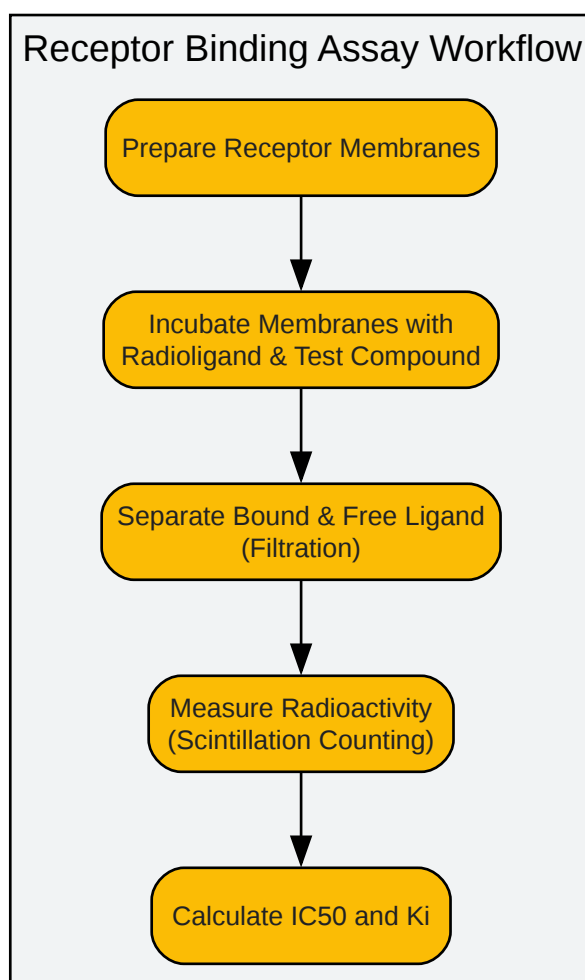 Receptor Binding Assay Workflow
Prepare Receptor Membranes
Incubate Membranes with
Radioligand & Test Compound
Separate Bound & Free Ligand
(Filtration)
Measure Radioactivity
(Scintillation Counting)
Calculate IC50 and Ki